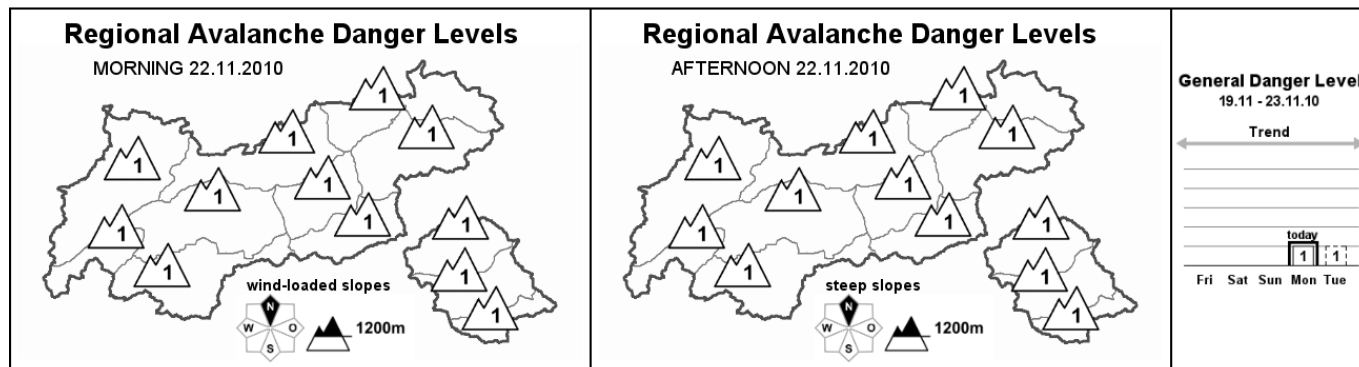 Regional Avalanche Danger Levels
MORNING 22.11.2010
1
1
1
1
1
1
1
1
1
1
1
1
wind-loaded slopes
N
W O
S
1200m
Regional Avalanche Danger Levels
AFTERNOON 22.11.2010
1
1
1
1
1
1
1
1
1
1
1
1
steep slopes
N
W O
S
1200m
General Danger Level
19.11 - 23.11.10
Trend
today
1 1
Fri Sat Sun Mon Tue